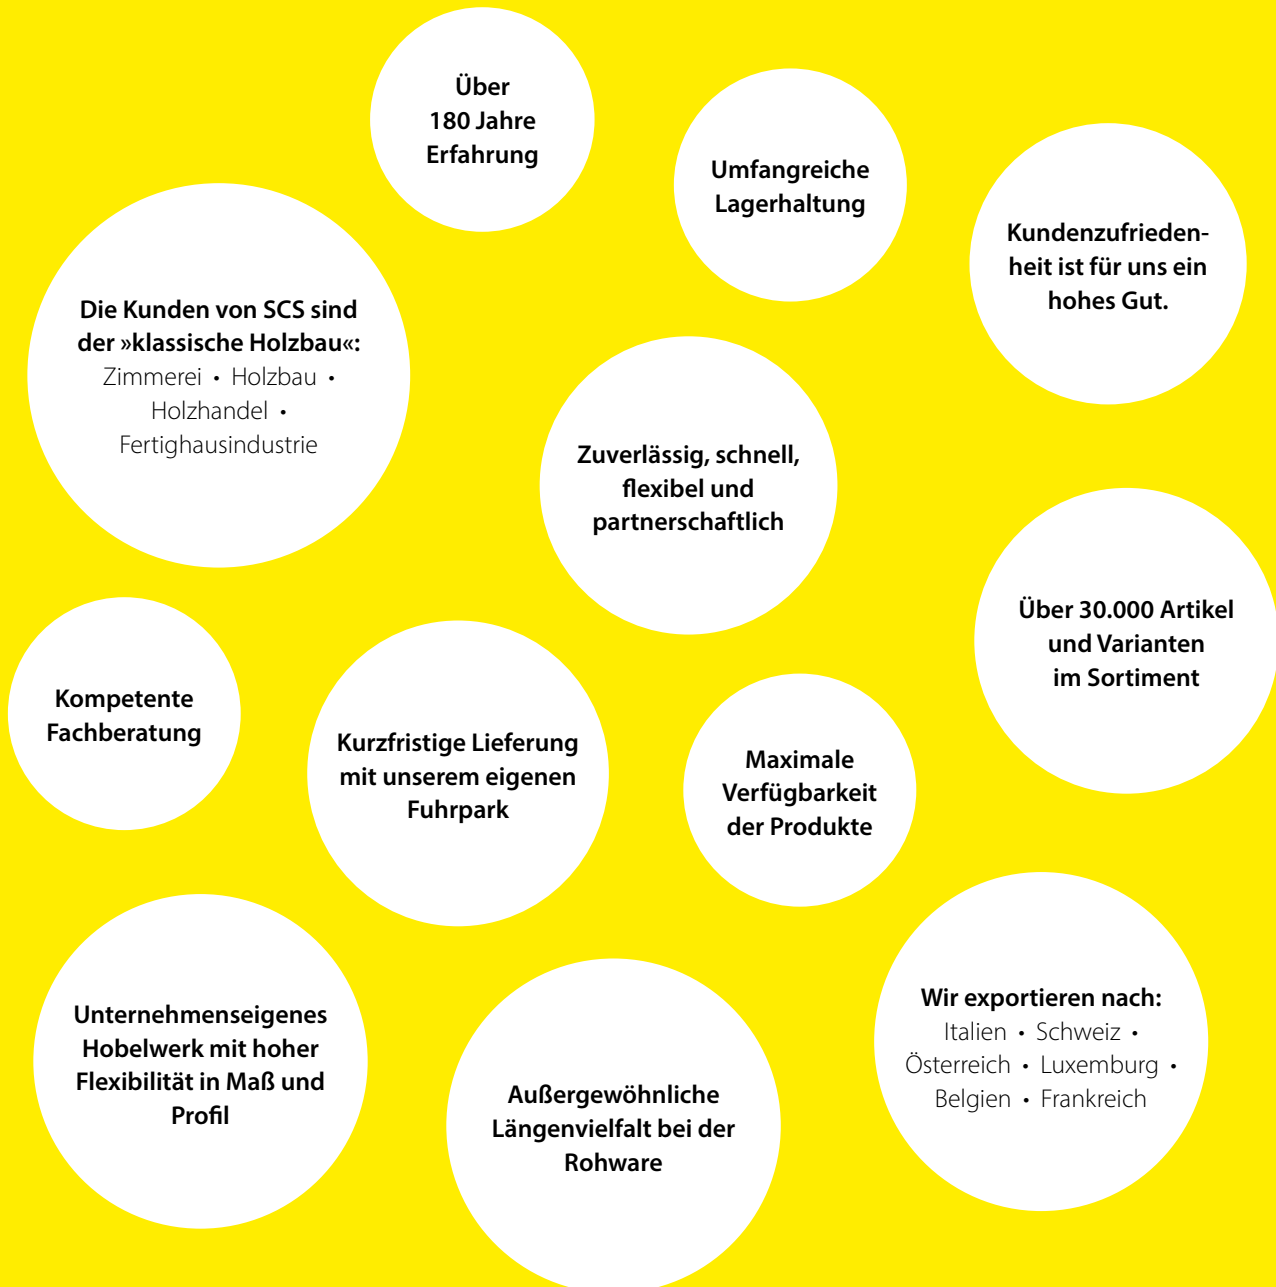 Über
180 Jahre
Erfahrung
Umfangreiche
Lagerhaltung
Kundenzufrieden-
heit ist für uns ein
hohes Gut.
Die Kunden von SCS sind
der »klassische Holzbau«:
Zimmerei • Holzbau •
Holzhandel •
Fertighausindustrie
Zuverlässig, schnell,
flexibel und
partnerschaftlich
Über 30.000 Artikel
und Varianten
im Sortiment
Kompetente
Fachberatung
Kurzfristige Lieferung
mit unserem eigenen
Fuhrpark
Maximale
Verfügbarkeit
der Produkte
Unternehmenseigenes
Hobelwerk mit hoher
Flexibilität in Maß und
Profil
Außergewöhnliche
Längenvielfalt bei der
Rohware
Wir exportieren nach:
Italien • Schweiz •
Österreich • Luxemburg •
Belgien • Frankreich